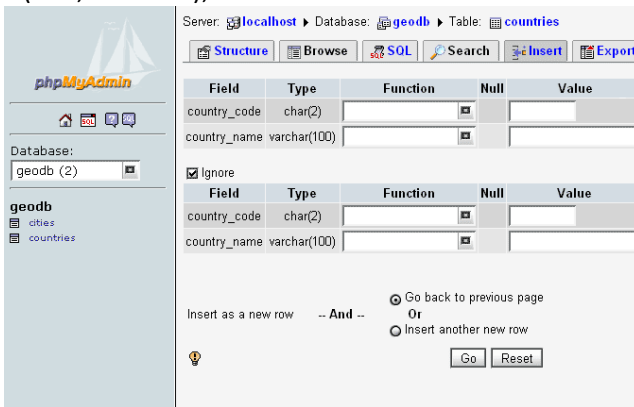 Server: localhost Database: geodb Table: countries
Structure Browse SQL Search Insert Export
phpMyAdmin
Database:
geodb (2)
geodb
cities
countries
Field Type Function Null Value
country_code char(2)
country_name varchar(100)
Ignore
Field Type Function Null Value
country_code char(2)
country_name varchar(100)
Insert as a new row -- And --
Go back to previous page
Or
Insert another new row
Go Reset